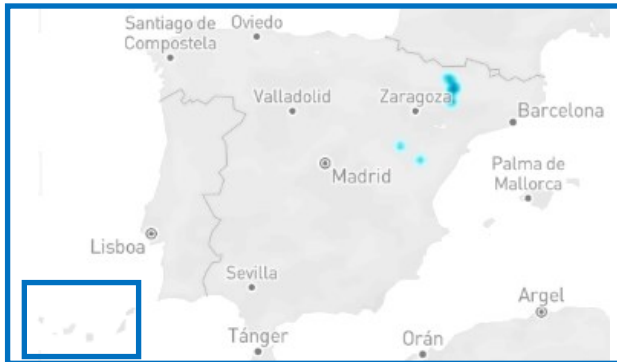 Santiago de
Compostela
Oviedo
Valladolid
Zaragoza
Barcelona
Madrid
Palma de
Mallorca
Lisboa
Sevilla
Argel
Tánger
Orán